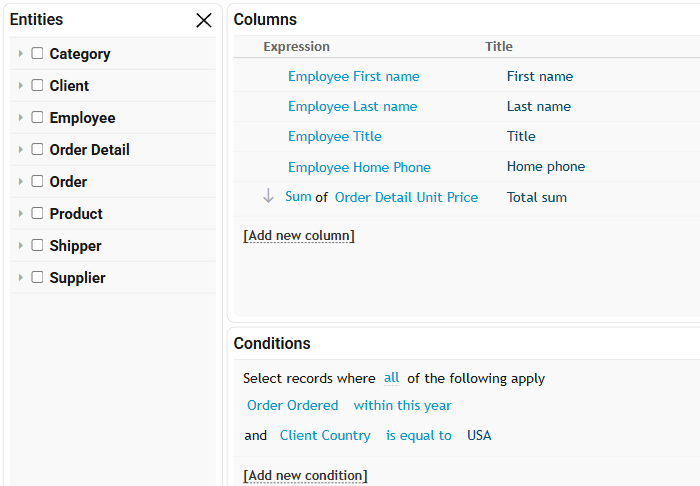 Entities
Category
Client
Employee
Order Detail
Order
Product
Shipper
Supplier
Columns
Expression Title
Employee First name First name
Employee Last name Last name
Employee Title Title
Employee Home Phone Home phone
Sum of Order Detail Unit Price Total sum
[Add new column]
Conditions
Select records where all of the following apply
Order Ordered within this year
and Client Country is equal to USA
[Add new condition]